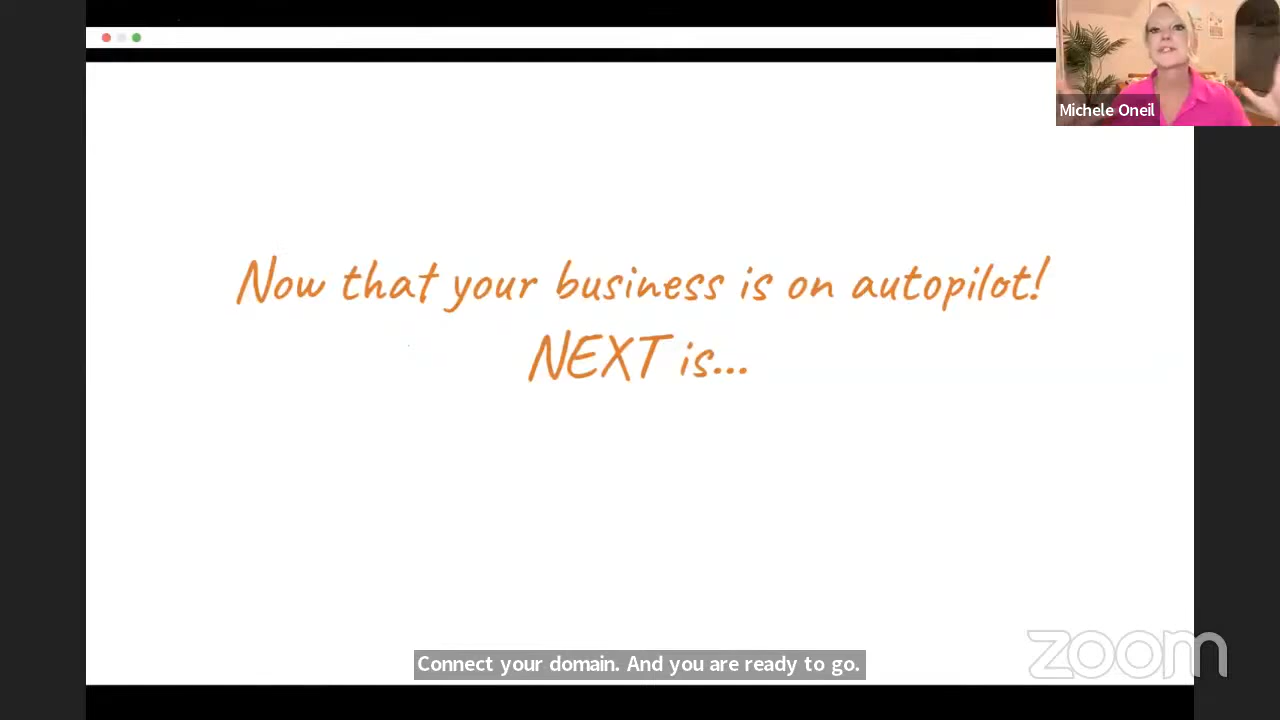 Michele Oneil
Now that your business is on autopilot!
NEXT is...
Connect your domain. And you are ready to go.
zoom